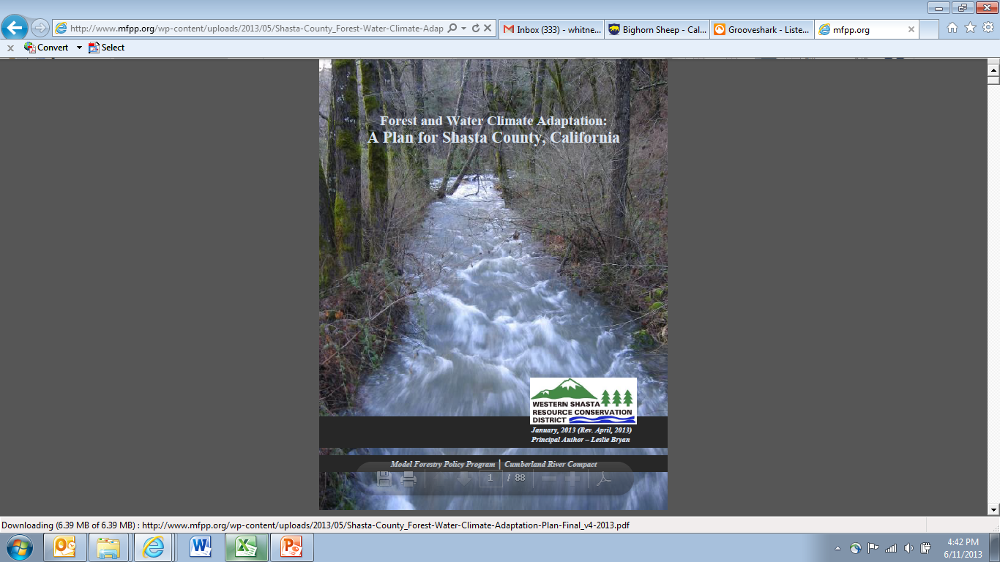 http://www.mfpp.org/wp-content/uploads/2013/05/Shasta-County_Forest-Water-Climate-Adap
Inbox (333) - whitne...
Bighorn Sheep - Cal...
Grooveshark - Liste...
mfpp.org
x Convert Select
Forest and Water Climate Adaptation:
A Plan for Shasta County, California
WESTERN SHASTA
RESOURCE CONSERVATION
DISTRICT
January, 2013 (Rev. April, 2013)
Principal Author – Leslie Bryan
Model Forestry Policy Program | Cumberland River Compact
1 / 88
Downloading (6.39 MB of 6.39 MB) : http://www.mfpp.org/wp-content/uploads/2013/05/Shasta-County_Forest-Water-Climate-Adaptation-Plan-Final_v4-2013.pdf
4:42 PM
6/11/2013